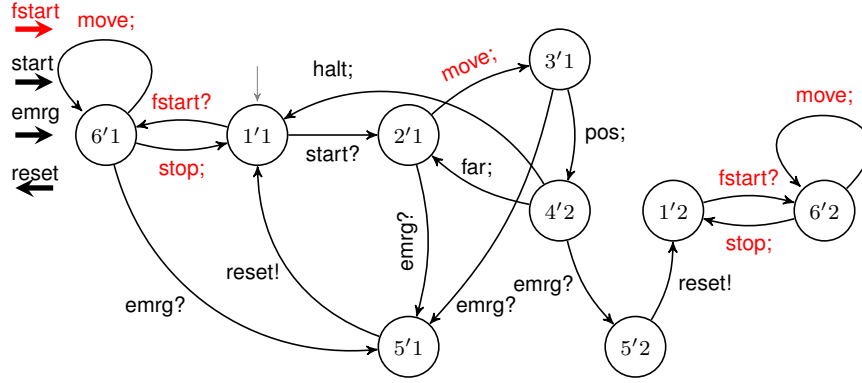 fstart
start
emrg
reset
move;
fstart?
stop;
6′1
1′1
halt;
start?
2′1
move;
3′1
pos;
far;
4′2
emrg?
emrg?
reset!
emrg?
5′1
emrg?
5′2
reset!
1′2
fstart?
stop;
6′2
move;